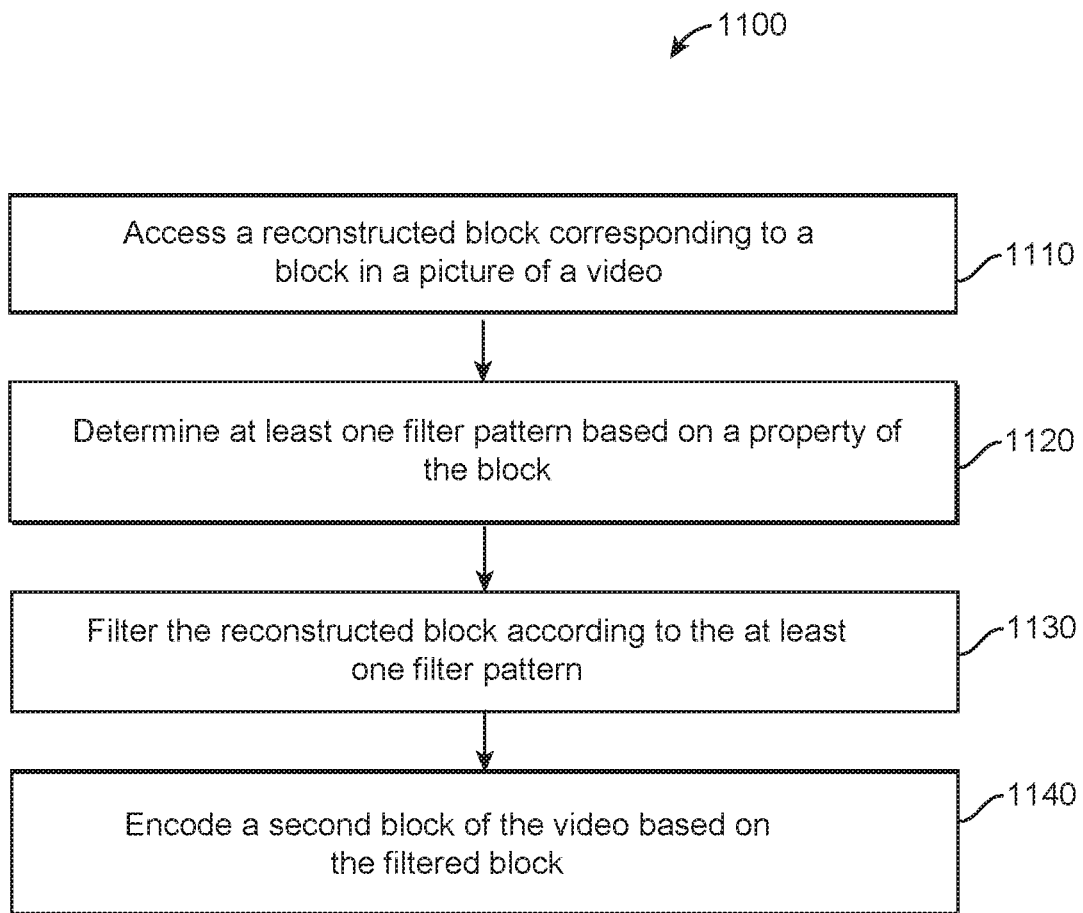 1100
Access a reconstructed block corresponding to a
block in a picture of a video
1110
Determine at least one filter pattern based on a property of
the block
1120
Filter the reconstructed block according to the at least
one filter pattern
1130
Encode a second block of the video based on
the filtered block
1140